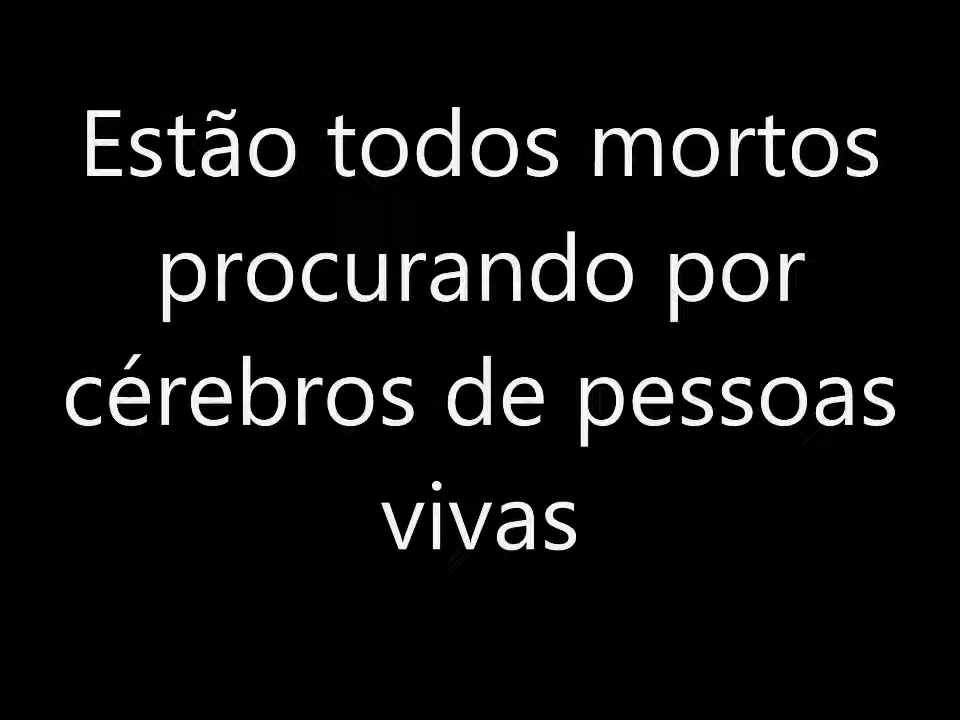 Estão todos mortos
procurando por
cérebros de pessoas
vivas